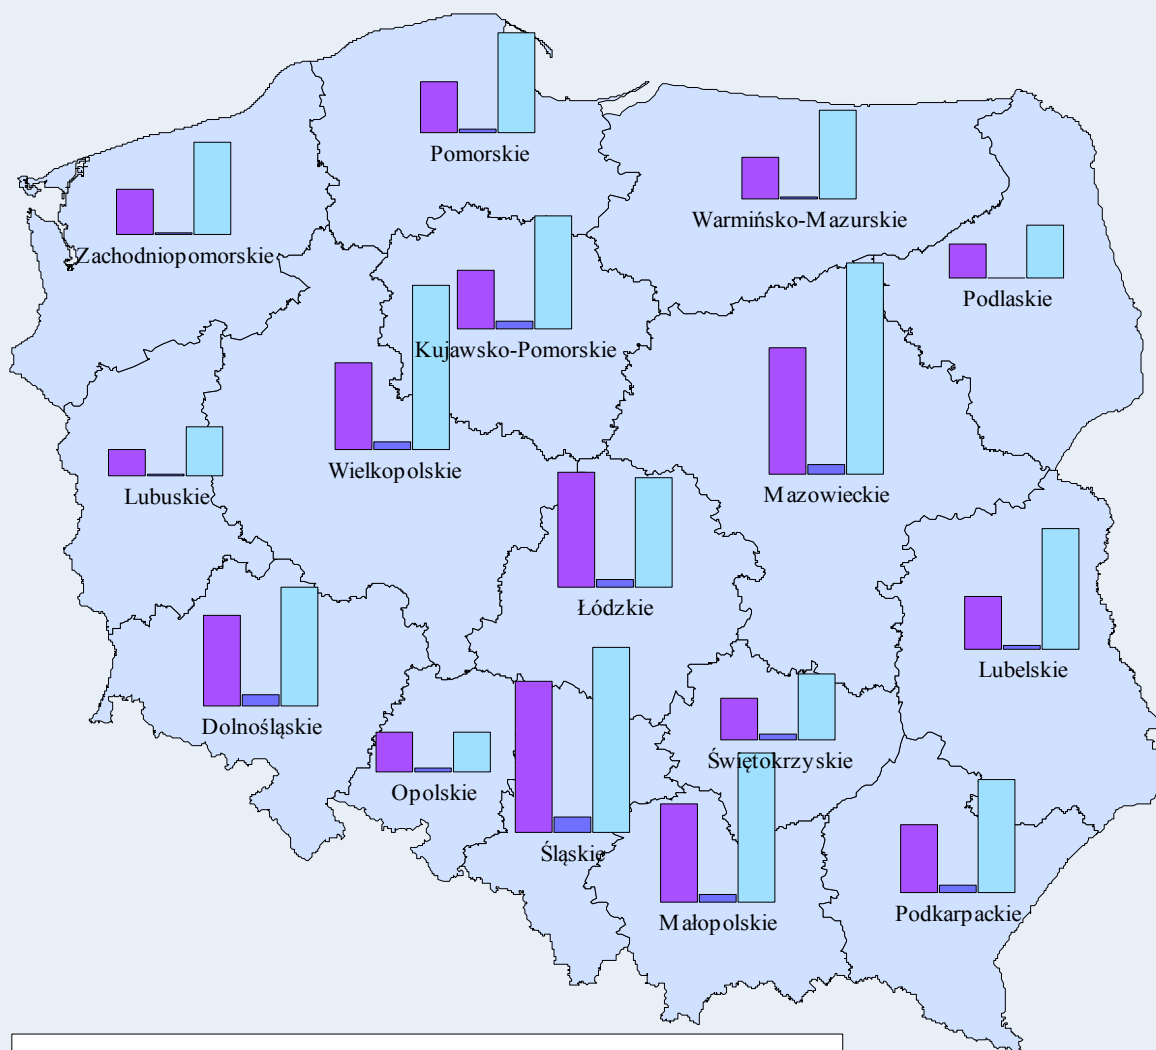 Pomorskie
Warmińsko-Mazurskie
Zachodniopomorskie
Podlaskie
Kujawsko-Pomorskie
Wielkopolskie
Lubuskie
Mazowieckie
Łódzkie
Lubelskie
Dolnośląskie
Świętokrzyskie
Opolskie
Śląskie
Małopolskie
Podkarpackie